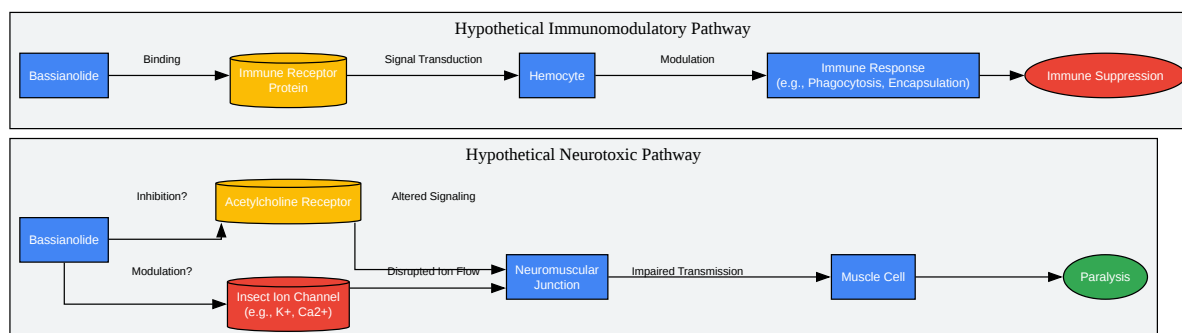 Hypothetical Immunomodulatory Pathway
Bassianolide
Binding
Immune Receptor
Protein
Signal Transduction
Hemocyte
Modulation
Immune Response
(e.g., Phagocytosis, Encapsulation)
Immune Suppression
Hypothetical Neurotoxic Pathway
Bassianolide
Inhibition?
Acetylcholine Receptor
Altered Signaling
Modulation?
Insect Ion Channel
(e.g., K+, Ca2+)
Disrupted Ion Flow
Neuromuscular
Junction
Impaired Transmission
Muscle Cell
Paralysis